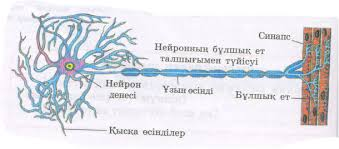 Синапс
Нейронның бұлшық ет
талшығымен түйісуі
Нейрон
денесі
Ұзын өсінді
Бұлшық ет
Қысқа өсінділер